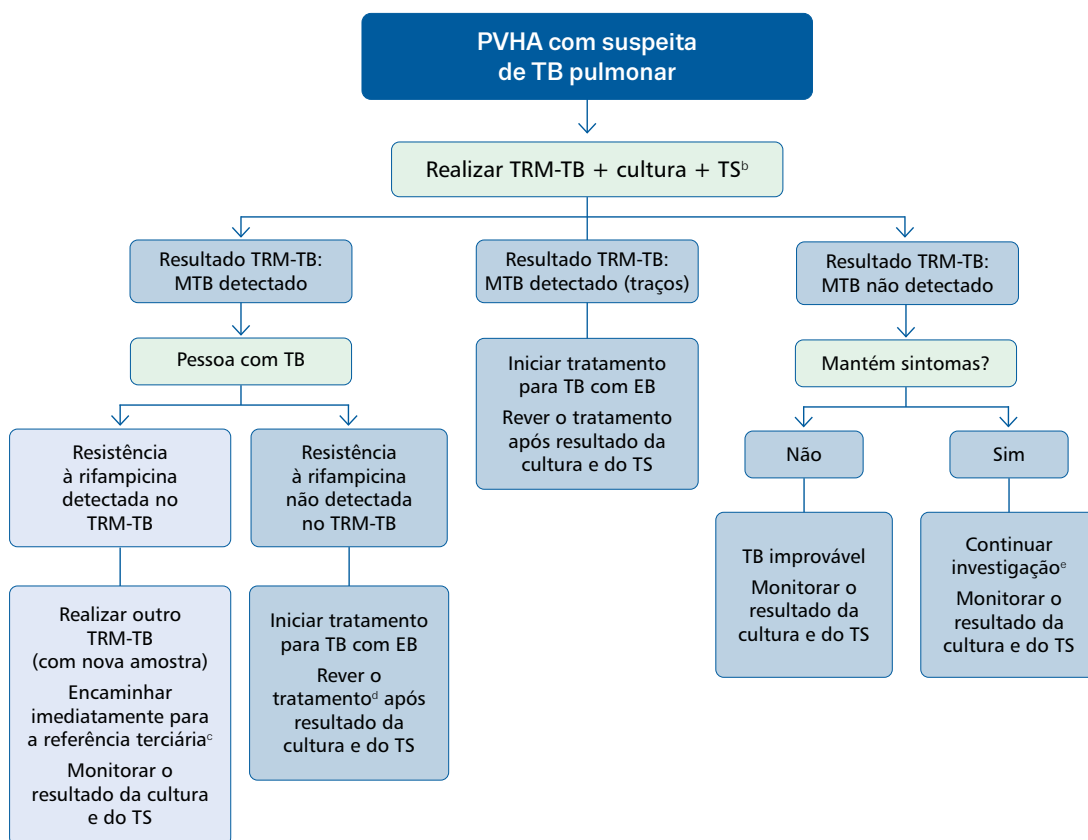 PVHA com suspeita
de TB pulmonar
Realizar TRM-TB + cultura + TSᵇ
Resultado TRM-TB:
MTB detectado
Resultado TRM-TB:
MTB detectado (traços)
Resultado TRM-TB:
MTB não detectado
Pessoa com TB
Iniciar tratamento
para TB com EB
Rever o tratamento
após resultado da
cultura e do TS
Mantém sintomas?
Resistência
à rifampicina
detectada no
TRM-TB
Resistência
à rifampicina
não detectada
no TRM-TB
Não
Sim
Realizar outro
TRM-TB
(com nova amostra)
Encaminhar
imediatamente para
a referência terciáriaᶜ
Monitorar o
resultado da cultura
e do TS
Iniciar tratamento
para TB com EB
Rever o
tratamentoᵈ após
resultado da
cultura e do TS
TB improvável
Monitorar o
resultado da
cultura e do TS
Continuar
investigaçãoᵉ
Monitorar o
resultado da
cultura e do TS